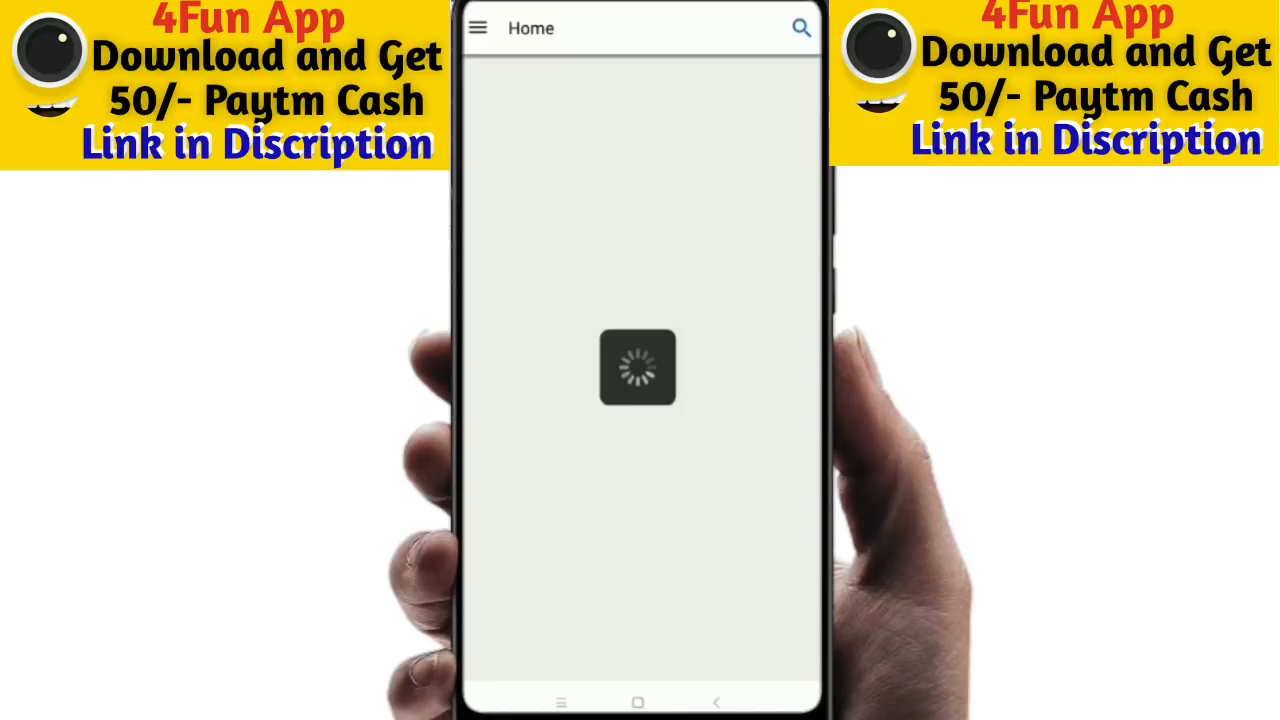 4Fun App
Download and Get
50/- Paytm Cash
Link in Discription
Home
4Fun App
Download and Get
50/- Paytm Cash
Link in Discription